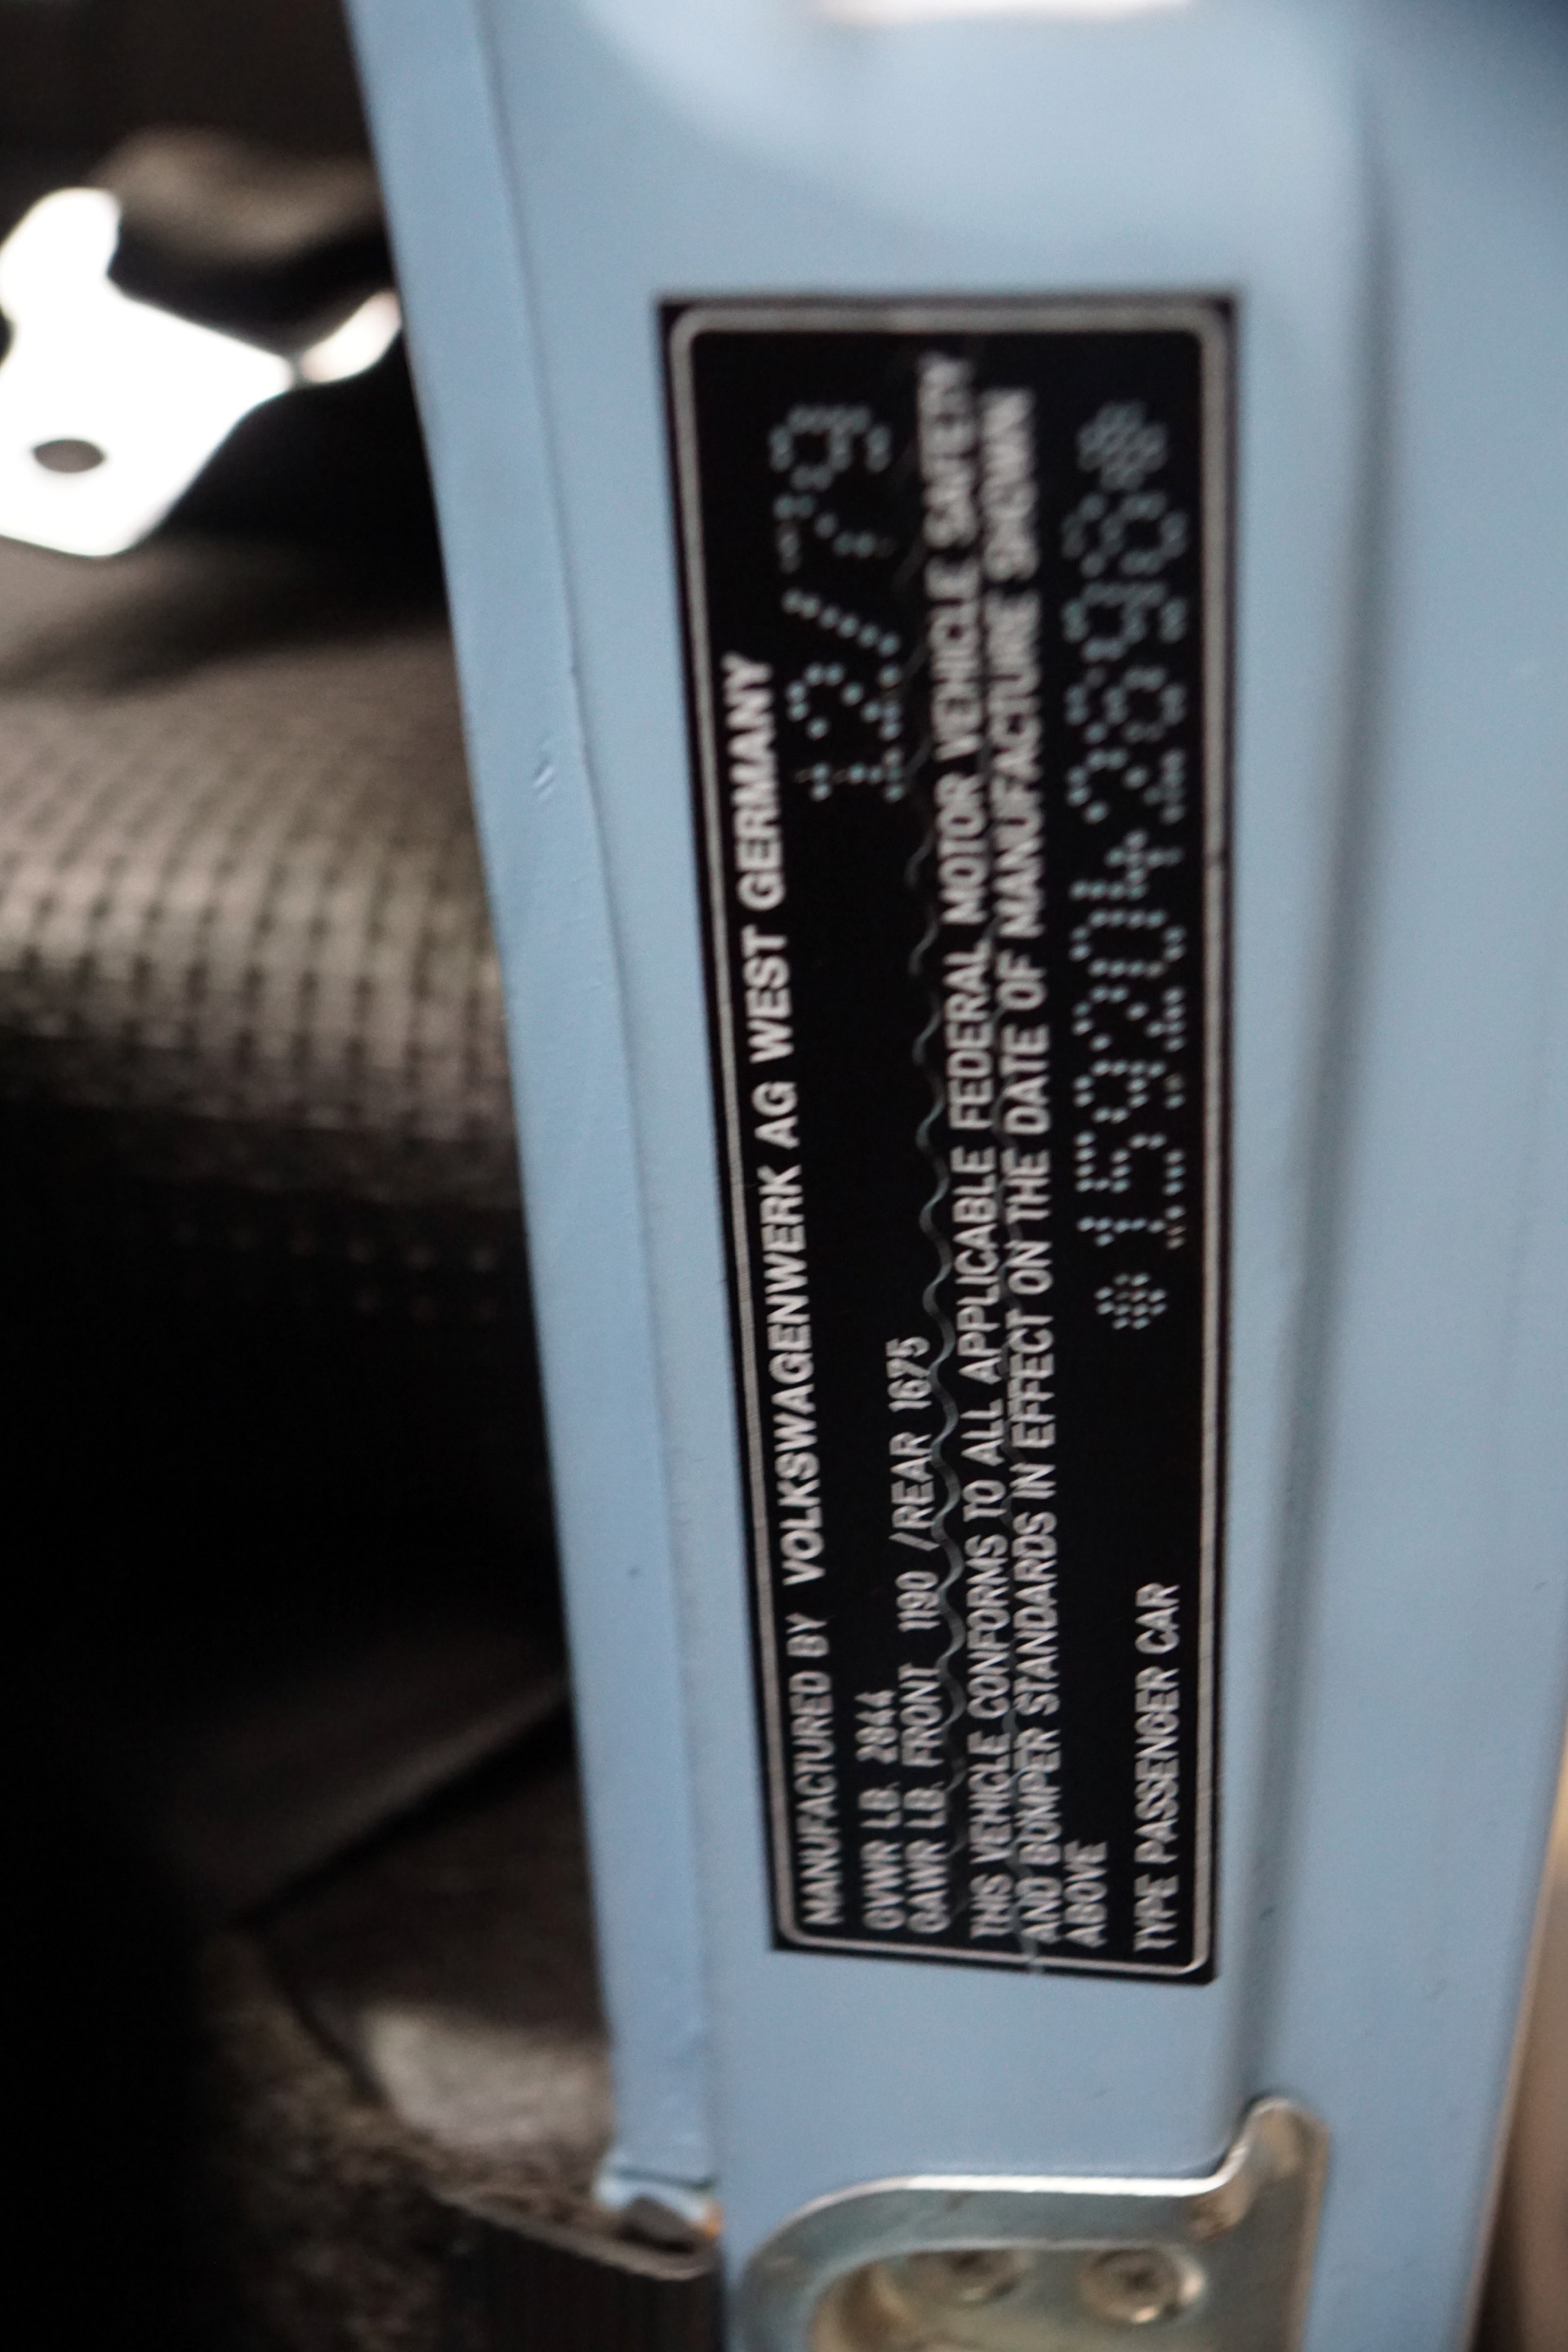 MANUFACTURED BY VOLKSWAGENWERK AG WEST GERMANY
12/79
GVWR LB. 2844
GAWR LB. FRONT 1190 /REAR 1675
THIS VEHICLE CONFORMS TO ALL APPLICABLE FEDERAL MOTOR VEHICLE SAFETY
AND BUMPER STANDARDS IN EFFECT ON THE DATE OF MANUFACTURE SHOWN
ABOVE
TYPE PASSENGER CAR *1592042698*